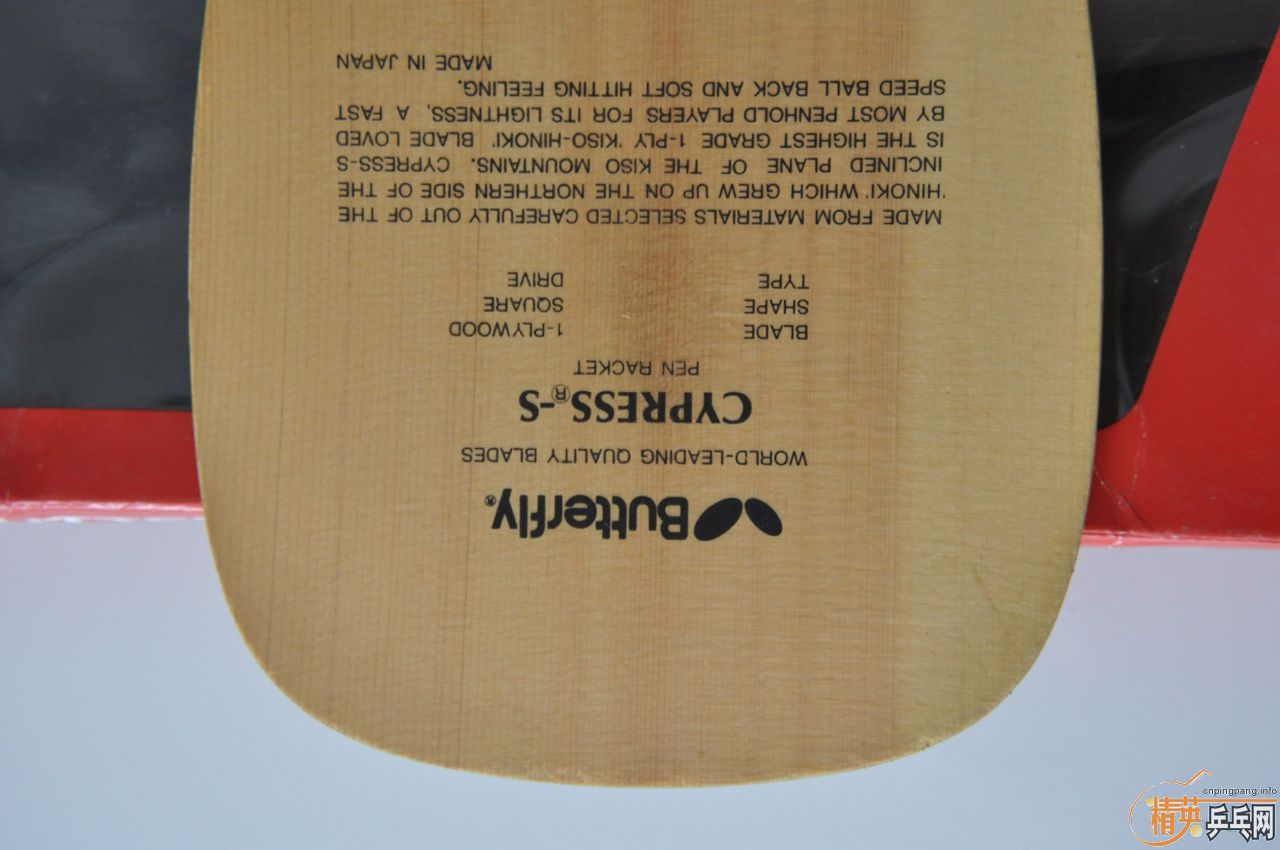 Butterfly®
WORLD-LEADING QUALITY BLADES
CYPRESS®-S
PEN RACKET
BLADE 1-PLYWOOD
SHAPE SQUARE
TYPE DRIVE
MADE FROM MATERIALS SELECTED CAREFULLY OUT OF THE
'HINOKI' WHICH GREW UP ON THE NORTHERN SIDE OF THE
INCLINED PLANE OF THE KISO MOUNTAINS. CYPRESS-S
IS THE HIGHEST GRADE 1-PLY 'KISO-HINOKI' BLADE LOVED
BY MOST PENHOLD PLAYERS FOR ITS LIGHTNESS, A FAST
SPEED BALL BACK AND SOFT HITTING FEELING.
MADE IN JAPAN
cnpingpang.info
精英乒乓网